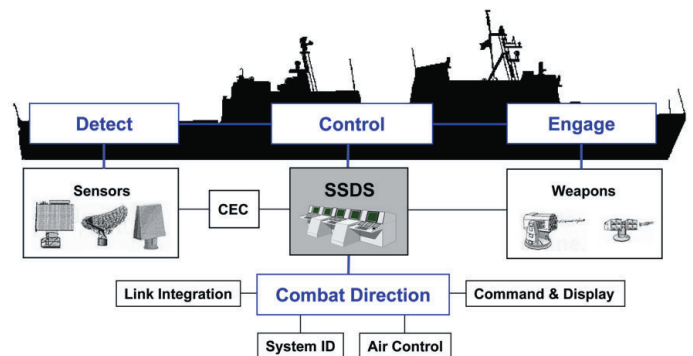 Detect
Control
Engage
Sensors
CEC
SSDS
Weapons
Link Integration
Combat Direction
Command & Display
System ID
Air Control